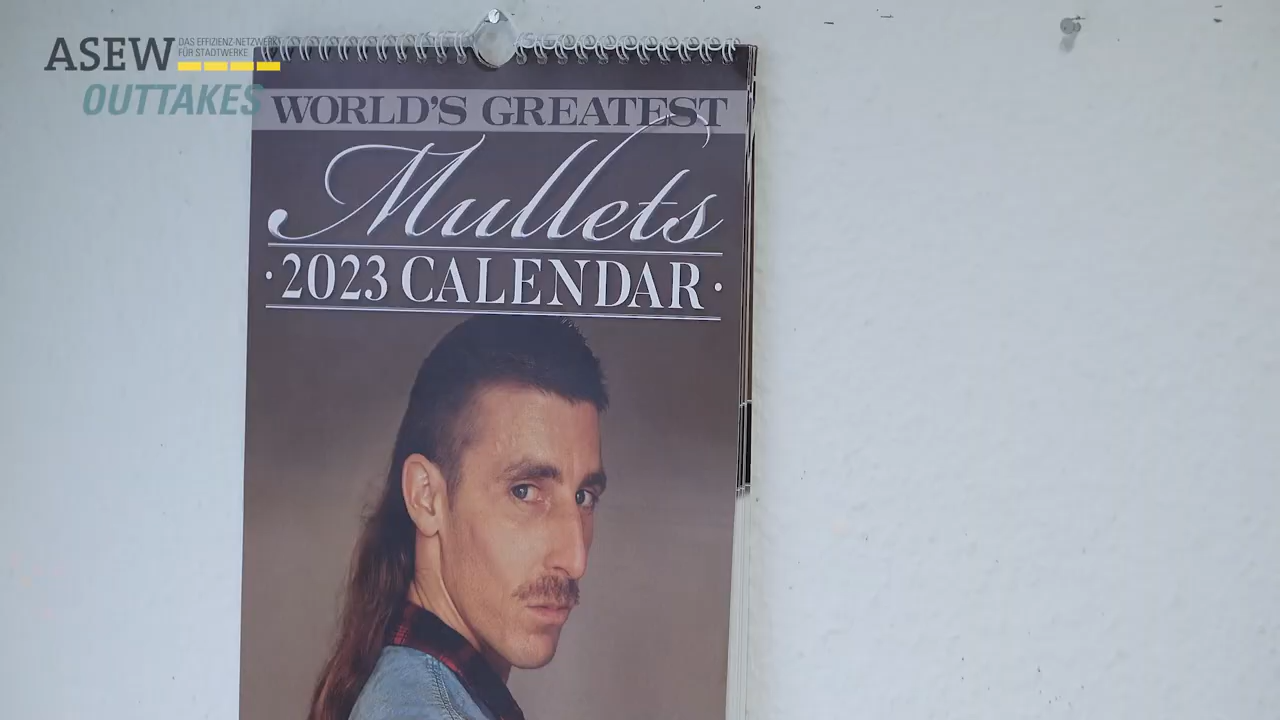 ASEW
DAS EFFIZIENZ-NETZWERK
FÜR STADTWERKE
OUTTAKES
WORLD'S GREATEST
Mullets
·2023 CALENDAR·